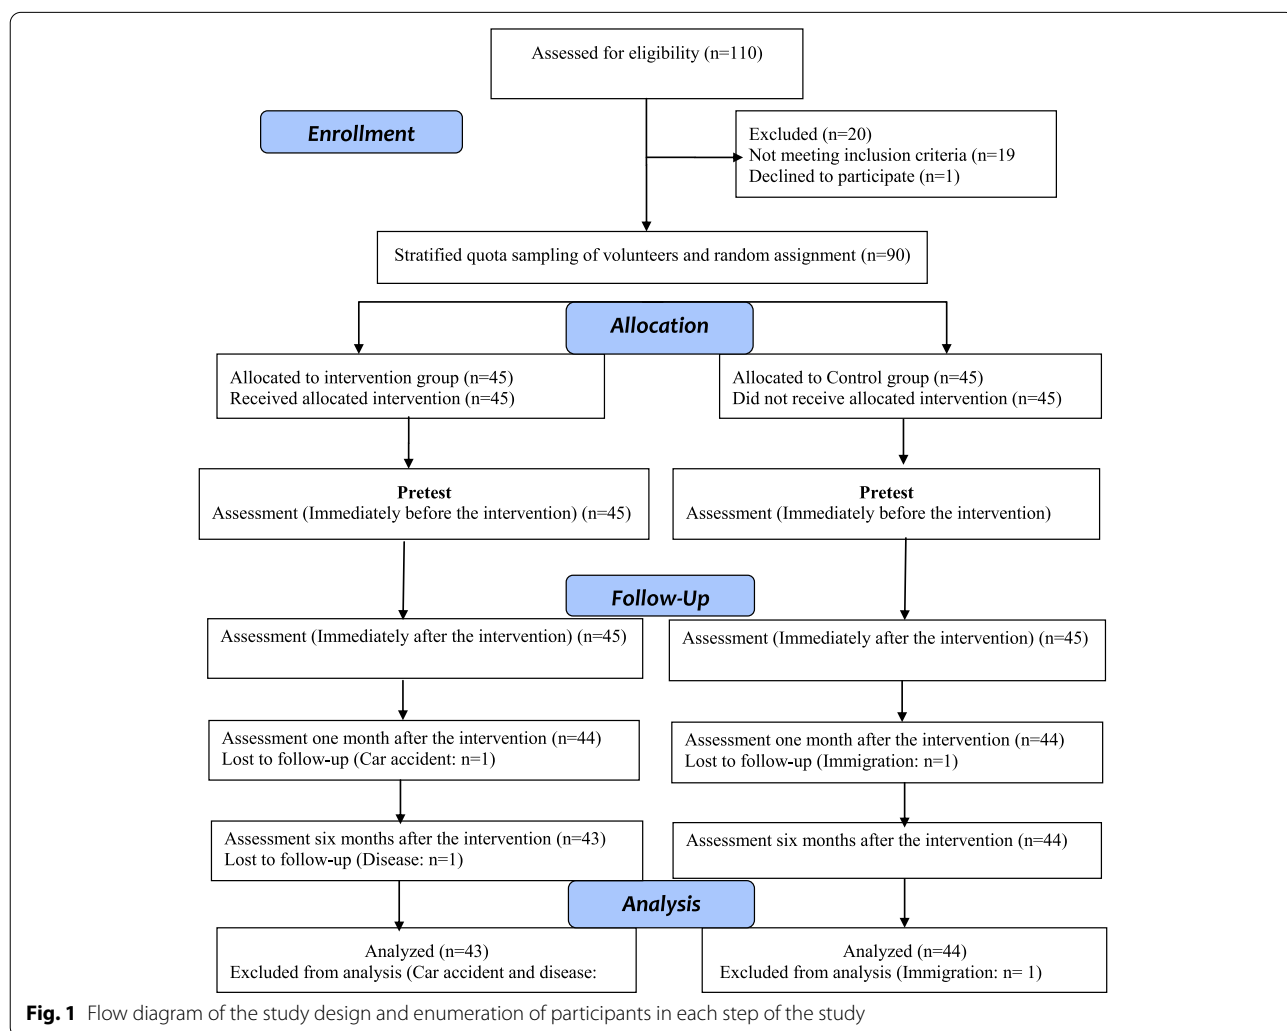 Assessed for eligibility (n=110)
Enrollment
Excluded (n=20)
Not meeting inclusion criteria (n=19
Declined to participate (n=1)
Stratified quota sampling of volunteers and random assignment (n=90)
Allocation
Allocated to intervention group (n=45)
Received allocated intervention (n=45)
Allocated to Control group (n=45)
Did not receive allocated intervention (n=45)
Pretest
Assessment (Immediately before the intervention) (n=45)
Pretest
Assessment (Immediately before the intervention)
Follow-Up
Assessment (Immediately after the intervention) (n=45)
Assessment (Immediately after the intervention) (n=45)
Assessment one month after the intervention (n=44)
Lost to follow-up (Car accident: n=1)
Assessment one month after the intervention (n=44)
Lost to follow-up (Immigration: n=1)
Assessment six months after the intervention (n=43)
Lost to follow-up (Disease: n=1)
Assessment six months after the intervention (n=44)
Analysis
Analyzed (n=43)
Excluded from analysis (Car accident and disease:
Analyzed (n=44)
Excluded from analysis (Immigration: n= 1)
Fig. 1 Flow diagram of the study design and enumeration of participants in each step of the study